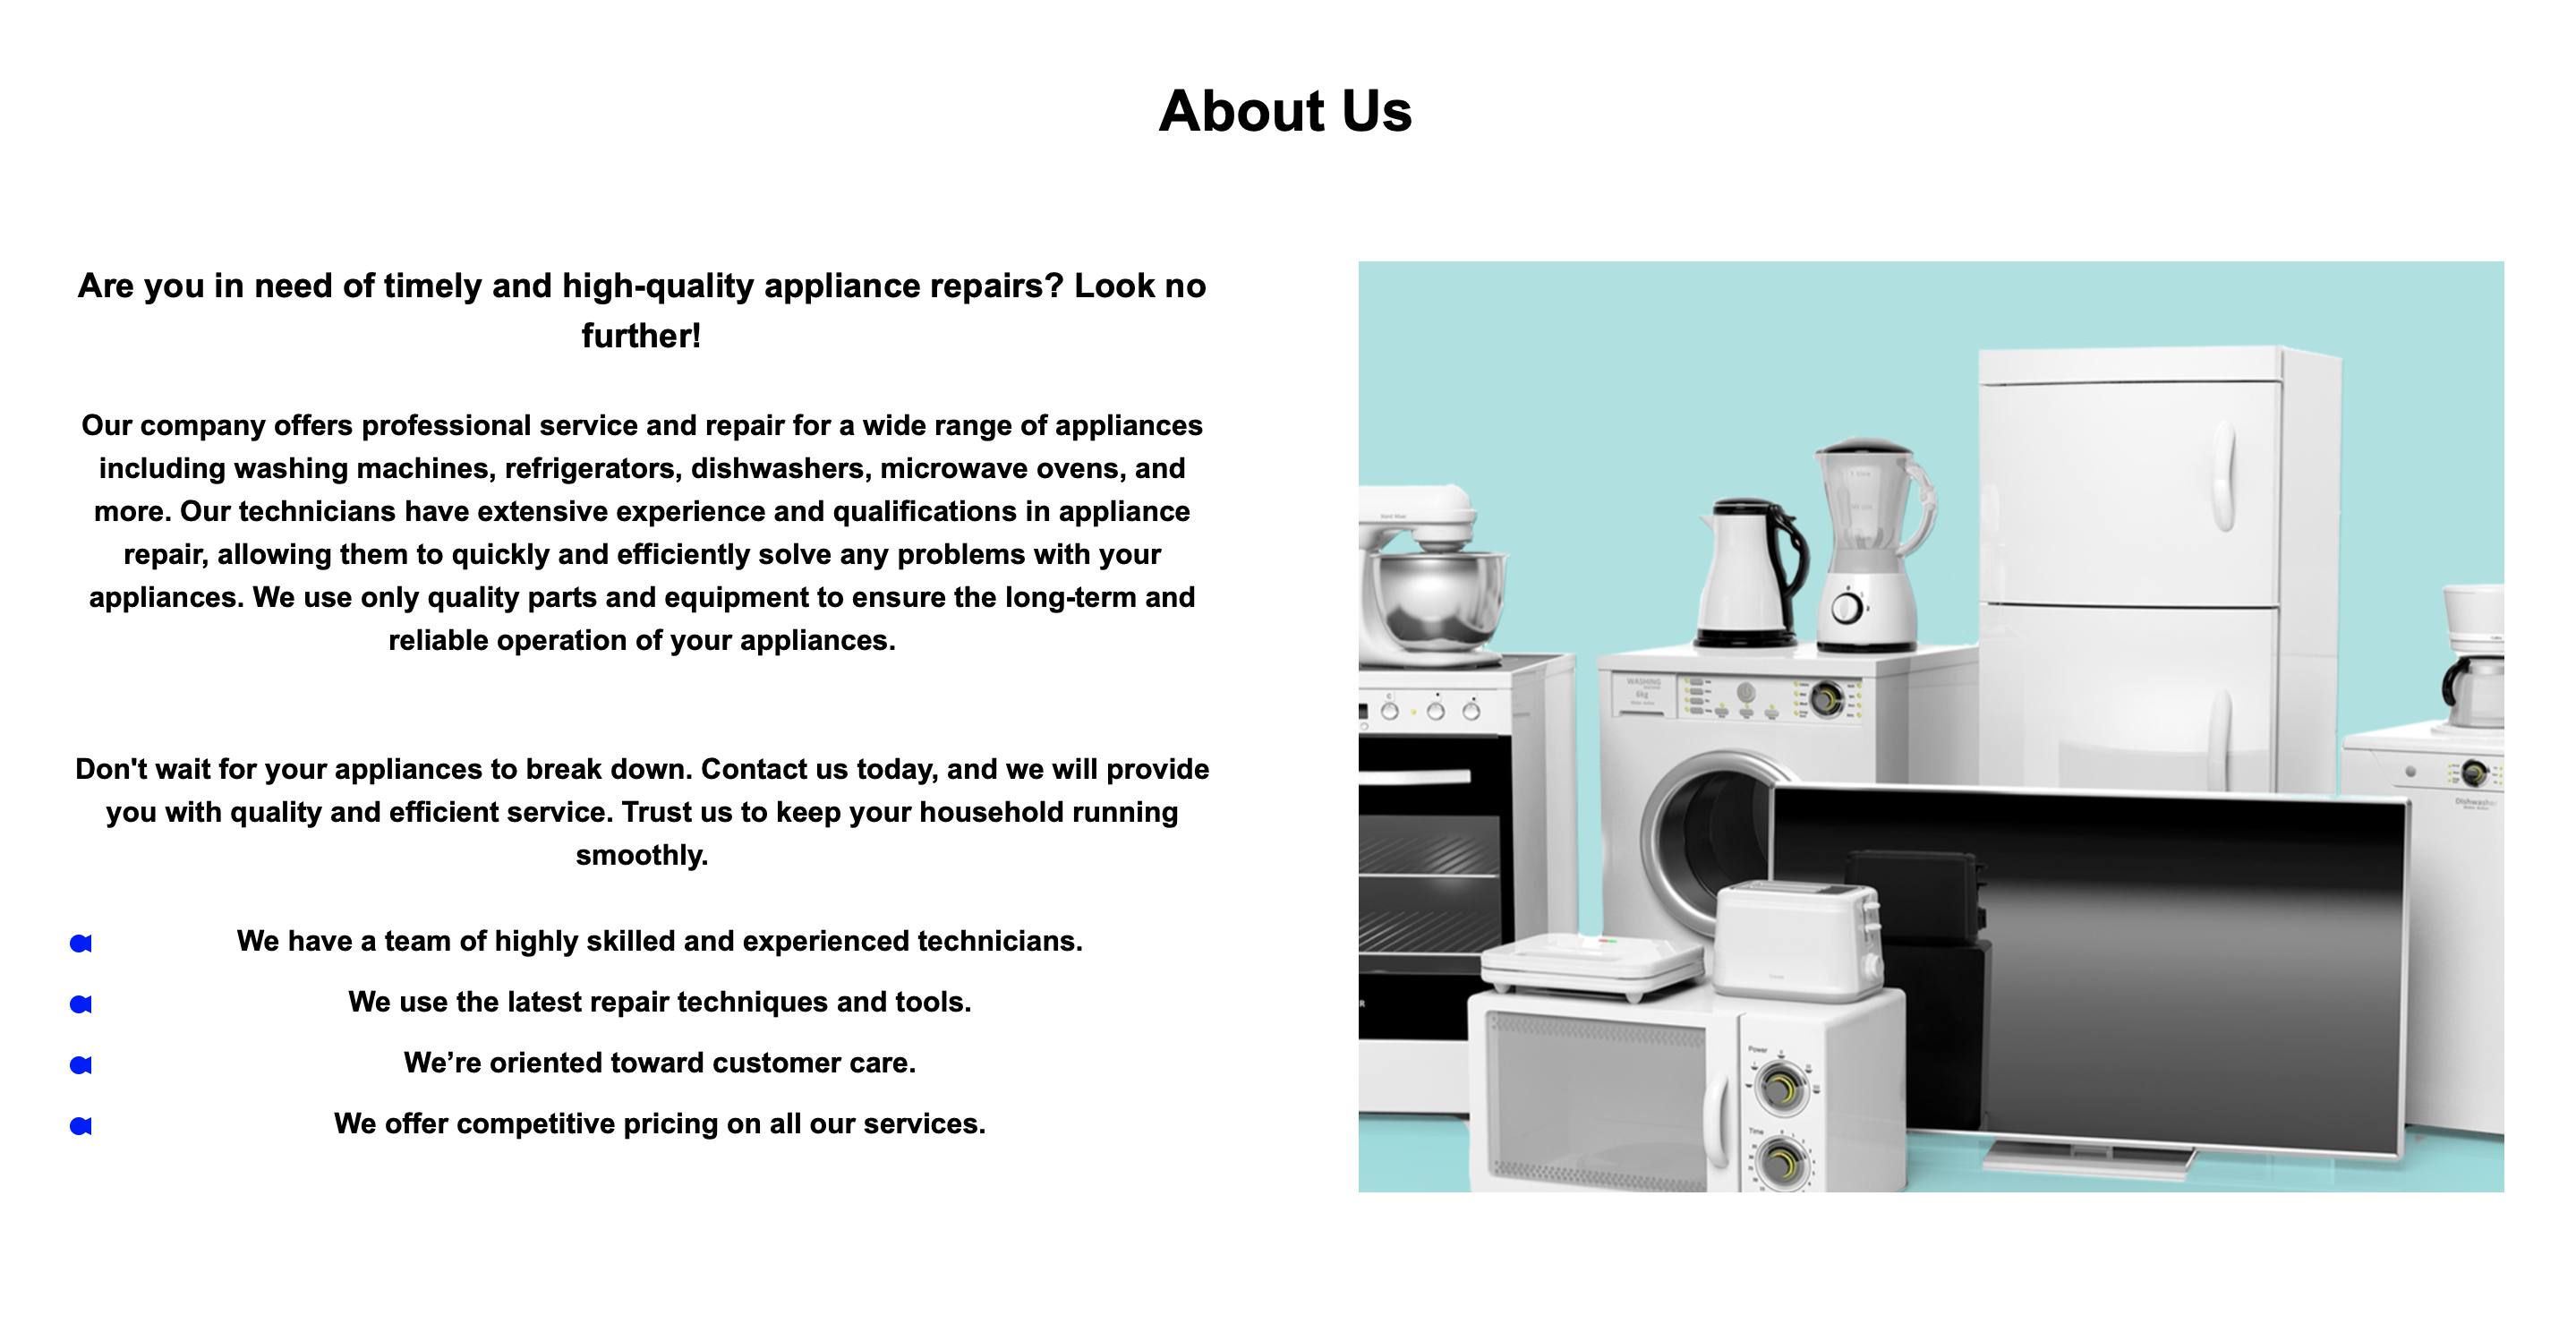 About Us
Are you in need of timely and high-quality appliance repairs? Look no
further!
Our company offers professional service and repair for a wide range of appliances
including washing machines, refrigerators, dishwashers, microwave ovens, and
more. Our technicians have extensive experience and qualifications in appliance
repair, allowing them to quickly and efficiently solve any problems with your
appliances. We use only quality parts and equipment to ensure the long-term and
reliable operation of your appliances.
Don't wait for your appliances to break down. Contact us today, and we will provide
you with quality and efficient service. Trust us to keep your household running
smoothly.
We have a team of highly skilled and experienced technicians.
We use the latest repair techniques and tools.
We’re oriented toward customer care.
We offer competitive pricing on all our services.
WASHING
MACHINE
6kg
Dishwasher
Power
Time